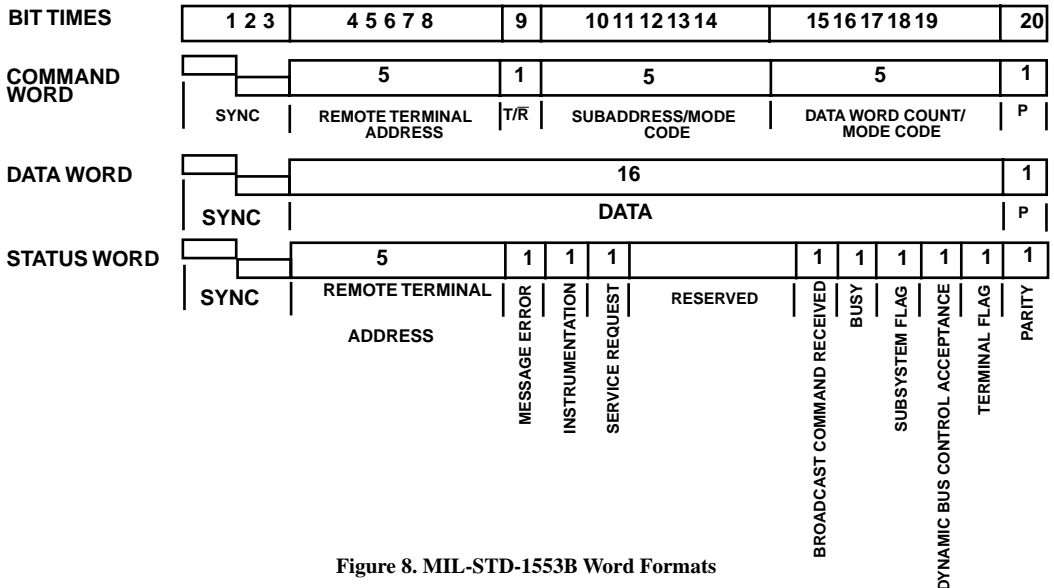 BIT TIMES 1 2 3 4 5 6 7 8 9 10 11 12 13 14 15 16 17 18 19 20
COMMAND WORD 5 1 5 5 1
SYNC REMOTE TERMINAL ADDRESS T/R̅ SUBADDRESS/MODE CODE DATA WORD COUNT/ MODE CODE P
DATA WORD 16 1
SYNC DATA P
STATUS WORD 5 1 1 1 1 1 1 1 1 1
SYNC REMOTE TERMINAL ADDRESS
MESSAGE ERROR
INSTRUMENTATION
SERVICE REQUEST
RESERVED
BROADCAST COMMAND RECEIVED
BUSY
SUBSYSTEM FLAG
DYNAMIC BUS CONTROL ACCEPTANCE
TERMINAL FLAG
PARITY
Figure 8. MIL-STD-1553B Word Formats